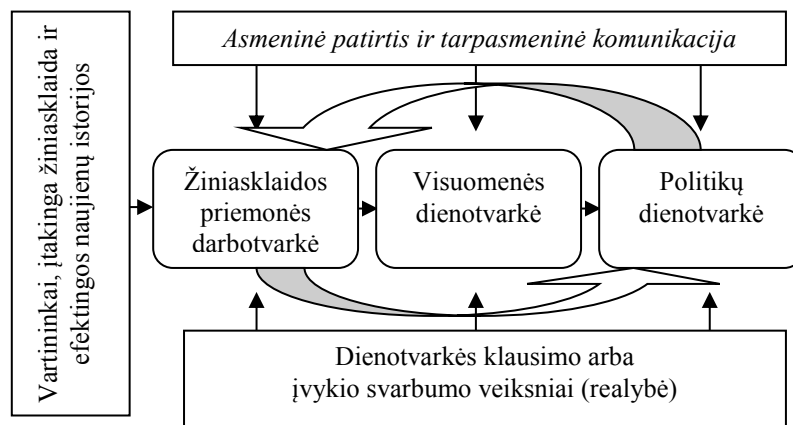 Vartininkai, įtakinga žiniasklaida ir
efektingos naujienų istorijos
Asmeninė patirtis ir tarpasmeninė komunikacija
Žiniasklaidos
priemonės
darbotvarkė
Visuomenės
dienotvarkė
Politikų
dienotvarkė
Dienotvarkės klausimo arba
įvykio svarbumo veiksniai (realybė)